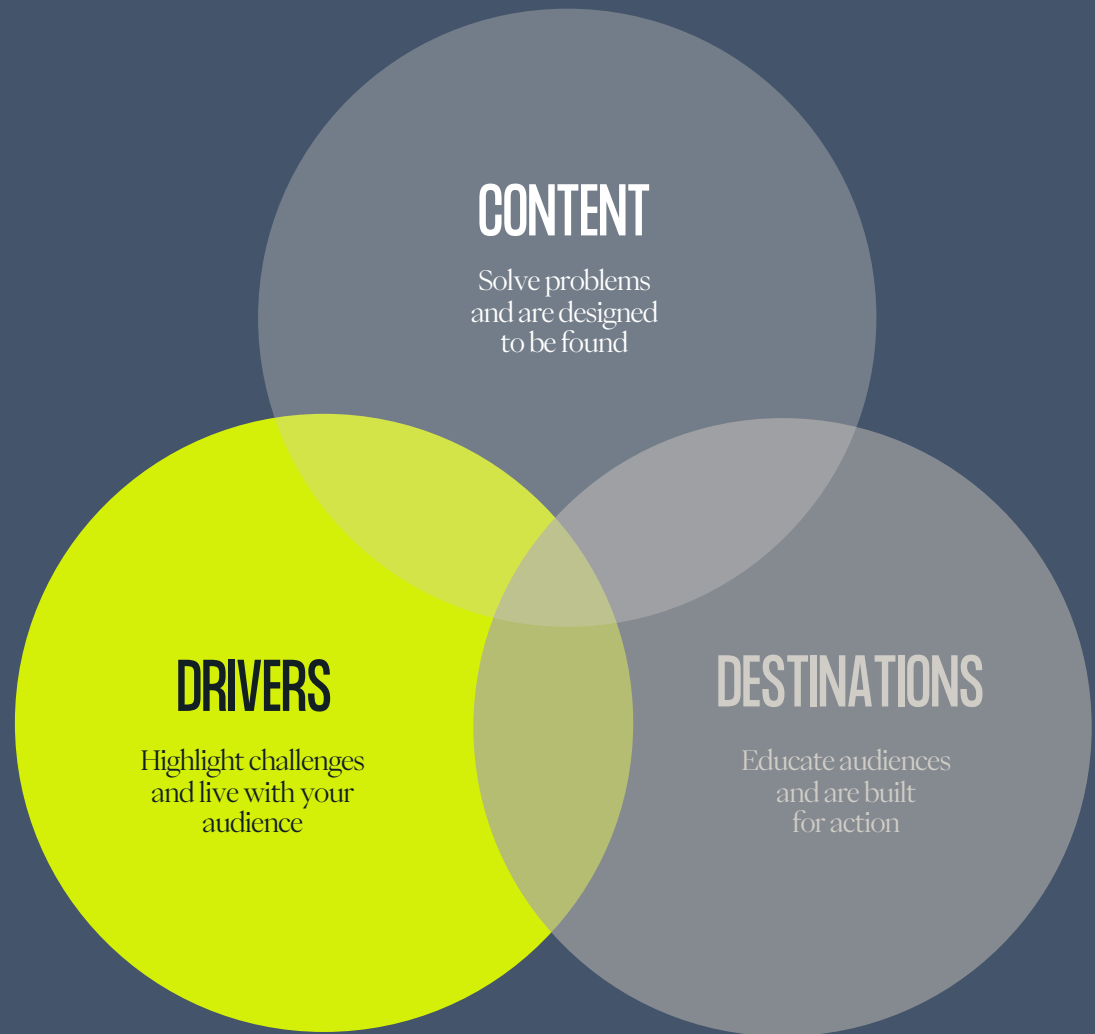 CONTENT
Solve problems
and are designed
to be found
DRIVERS
Highlight challenges
and live with your
audience
DESTINATIONS
Educate audiences
and are built
for action